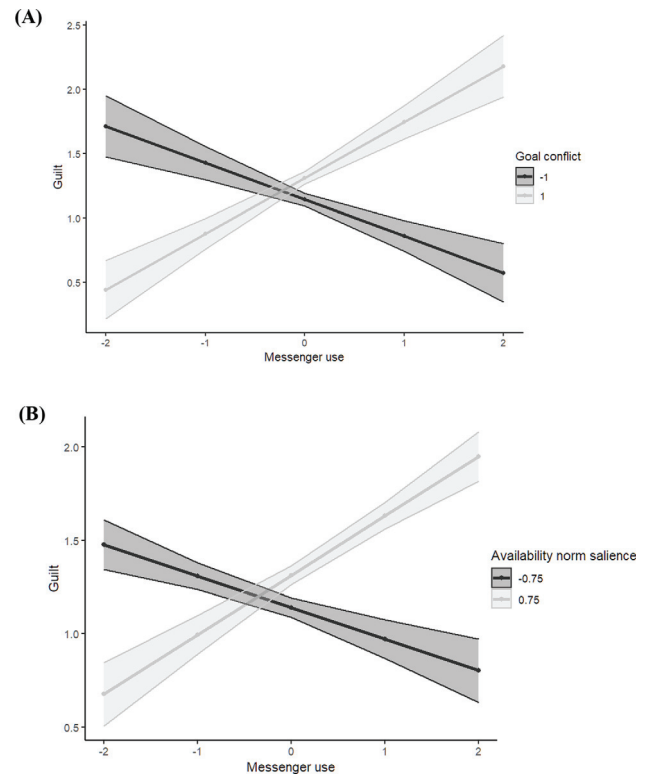 (A)
2.5
2.0
1.5
1.0
0.5
Guilt
-2 -1 0 1 2
Messenger use
Goal conflict
-1
1
(B)
2.0
1.5
1.0
0.5
Guilt
-2 -1 0 1 2
Messenger use
Availability norm salience
-0.75
0.75